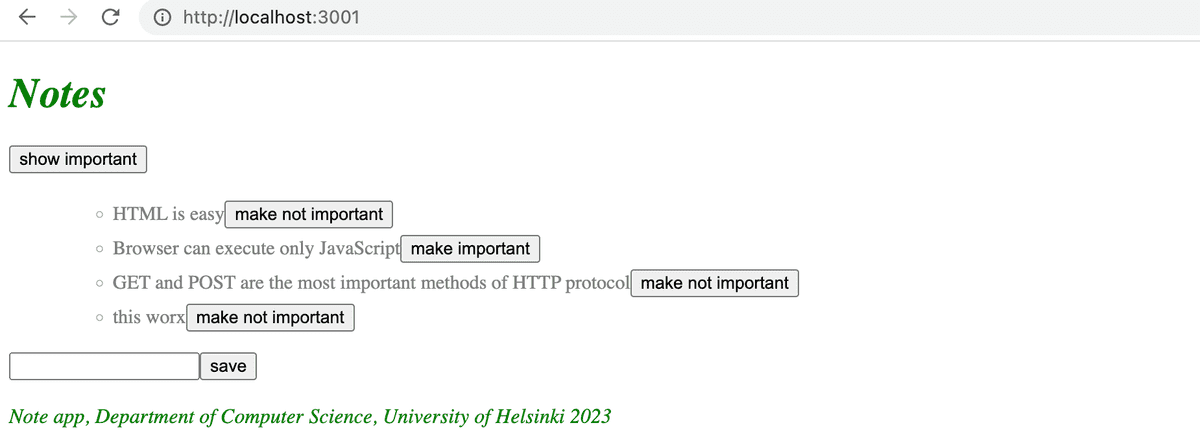 http://localhost:3001
Notes
show important
HTML is easy make not important
Browser can execute only JavaScript make important
GET and POST are the most important methods of HTTP protocol make not important
this worx make not important
save
Note app, Department of Computer Science, University of Helsinki 2023